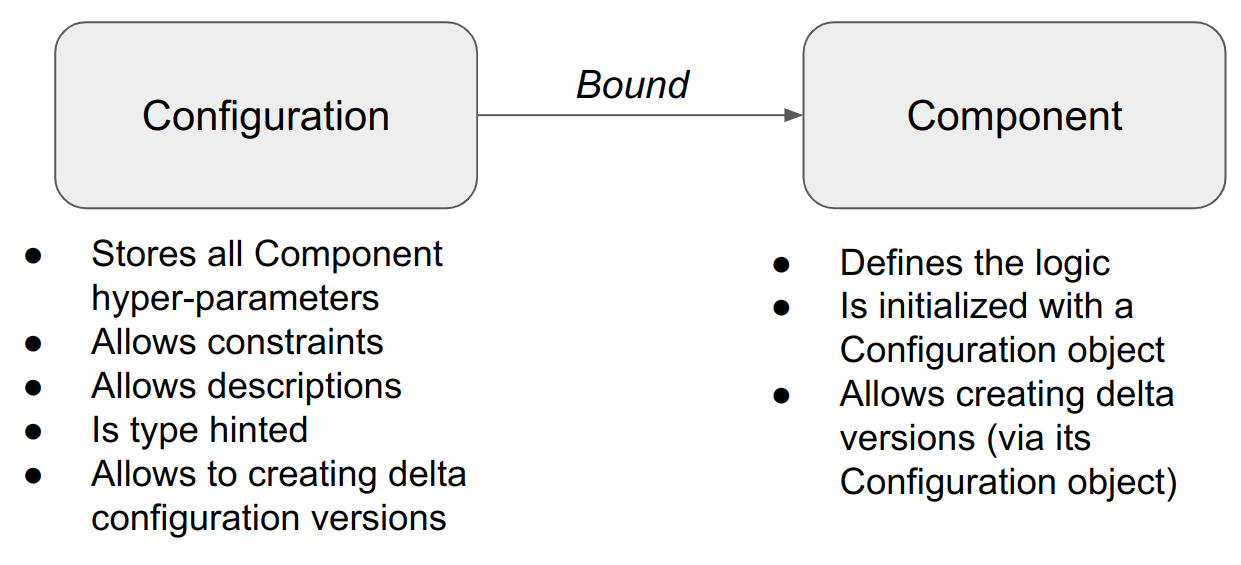 Configuration
Bound
Component
● Stores all Component
hyper-parameters
● Allows constraints
● Allows descriptions
● Is type hinted
● Allows to creating delta
configuration versions
● Defines the logic
● Is initialized with a
Configuration object
● Allows creating delta
versions (via its
Configuration object)